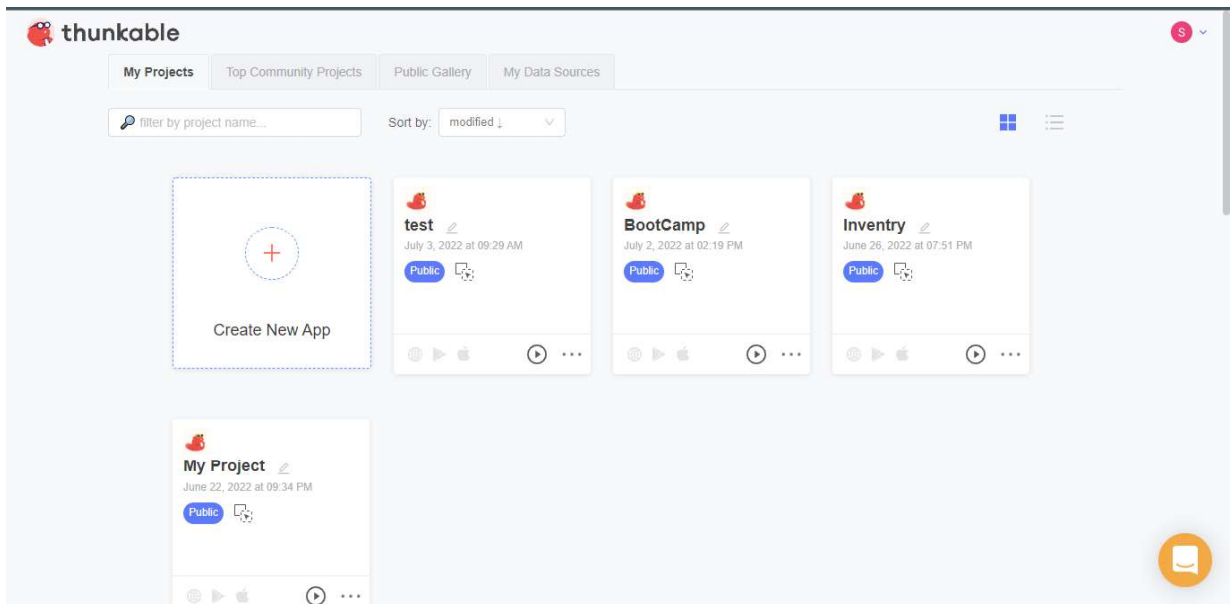 thunkable
S
My Projects
Top Community Projects
Public Gallery
My Data Sources
filter by project name...
Sort by:
modified ↓
Create New App
test
July 3, 2022 at 09:29 AM
Public
BootCamp
July 2, 2022 at 02:19 PM
Public
Inventry
June 26, 2022 at 07:51 PM
Public
My Project
June 22, 2022 at 09:34 PM
Public